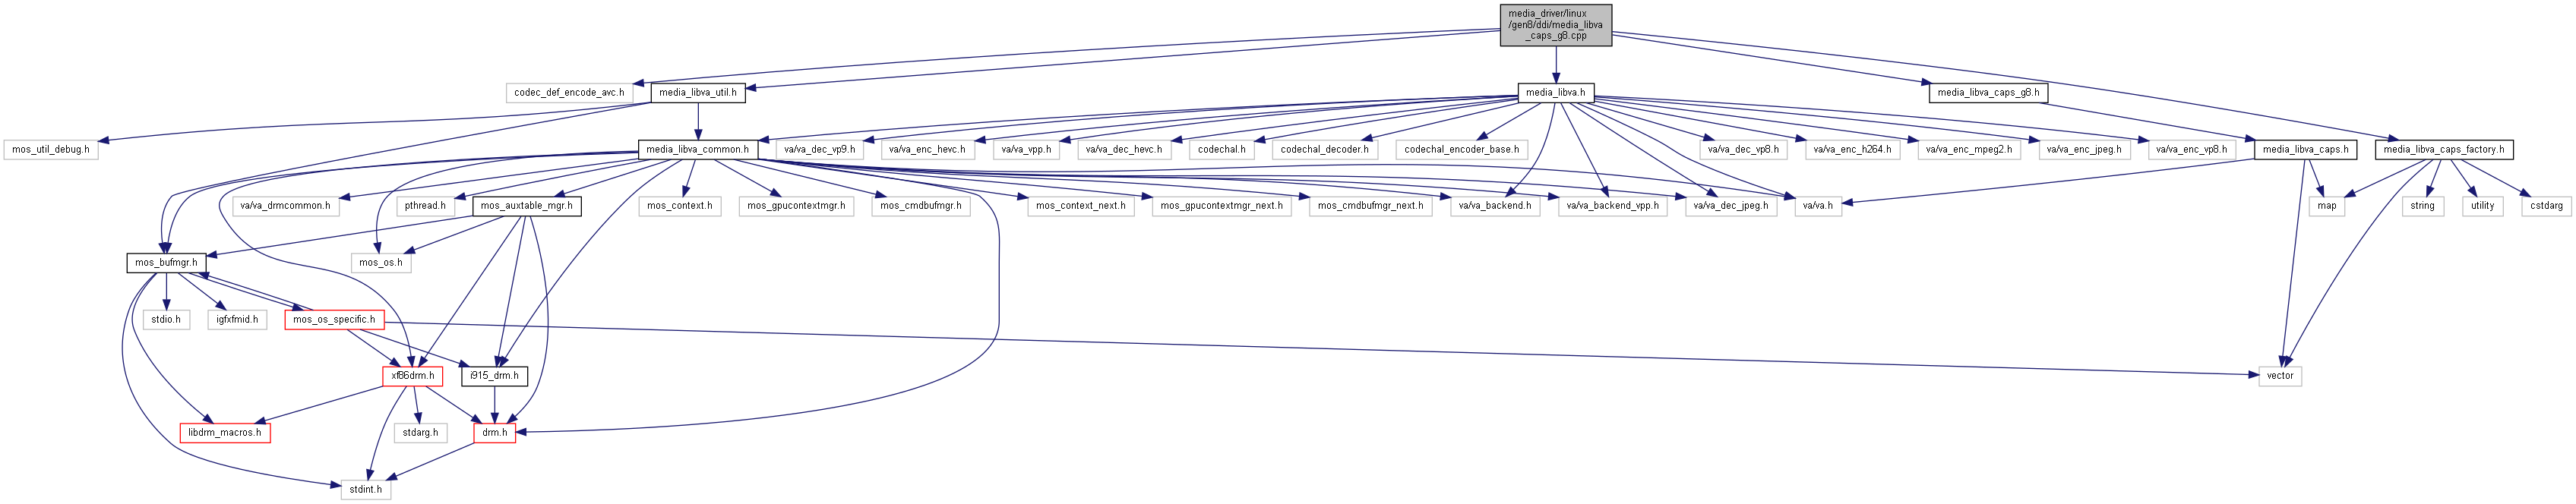 media_driver/linux
/gen8/ddi/media_libva
_caps_g8.cpp
codec_def_encode_avc.h
media_libva_util.h
media_libva.h
media_libva_caps_g8.h
mos_util_debug.h
media_libva_common.h
va/va_dec_vp9.h
va/va_enc_hevc.h
va/va_vpp.h
va/va_dec_hevc.h
codechal.h
codechal_decoder.h
codechal_encoder_base.h
va/va_dec_vp8.h
va/va_enc_h264.h
va/va_enc_mpeg2.h
va/va_enc_jpeg.h
va/va_enc_vp8.h
media_libva_caps.h
media_libva_caps_factory.h
va/va_drmcommon.h
pthread.h
mos_auxtable_mgr.h
mos_context.h
mos_gpucontextmgr.h
mos_cmdbufmgr.h
mos_context_next.h
mos_gpucontextmgr_next.h
mos_cmdbufmgr_next.h
va/va_backend.h
va/va_backend_vpp.h
va/va_dec_jpeg.h
va/va.h
map
string
utility
cstdarg
mos_bufmgr.h
mos_os.h
stdio.h
igfxfmid.h
mos_os_specific.h
xf86drm.h
i915_drm.h
vector
libdrm_macros.h
stdarg.h
drm.h
stdint.h